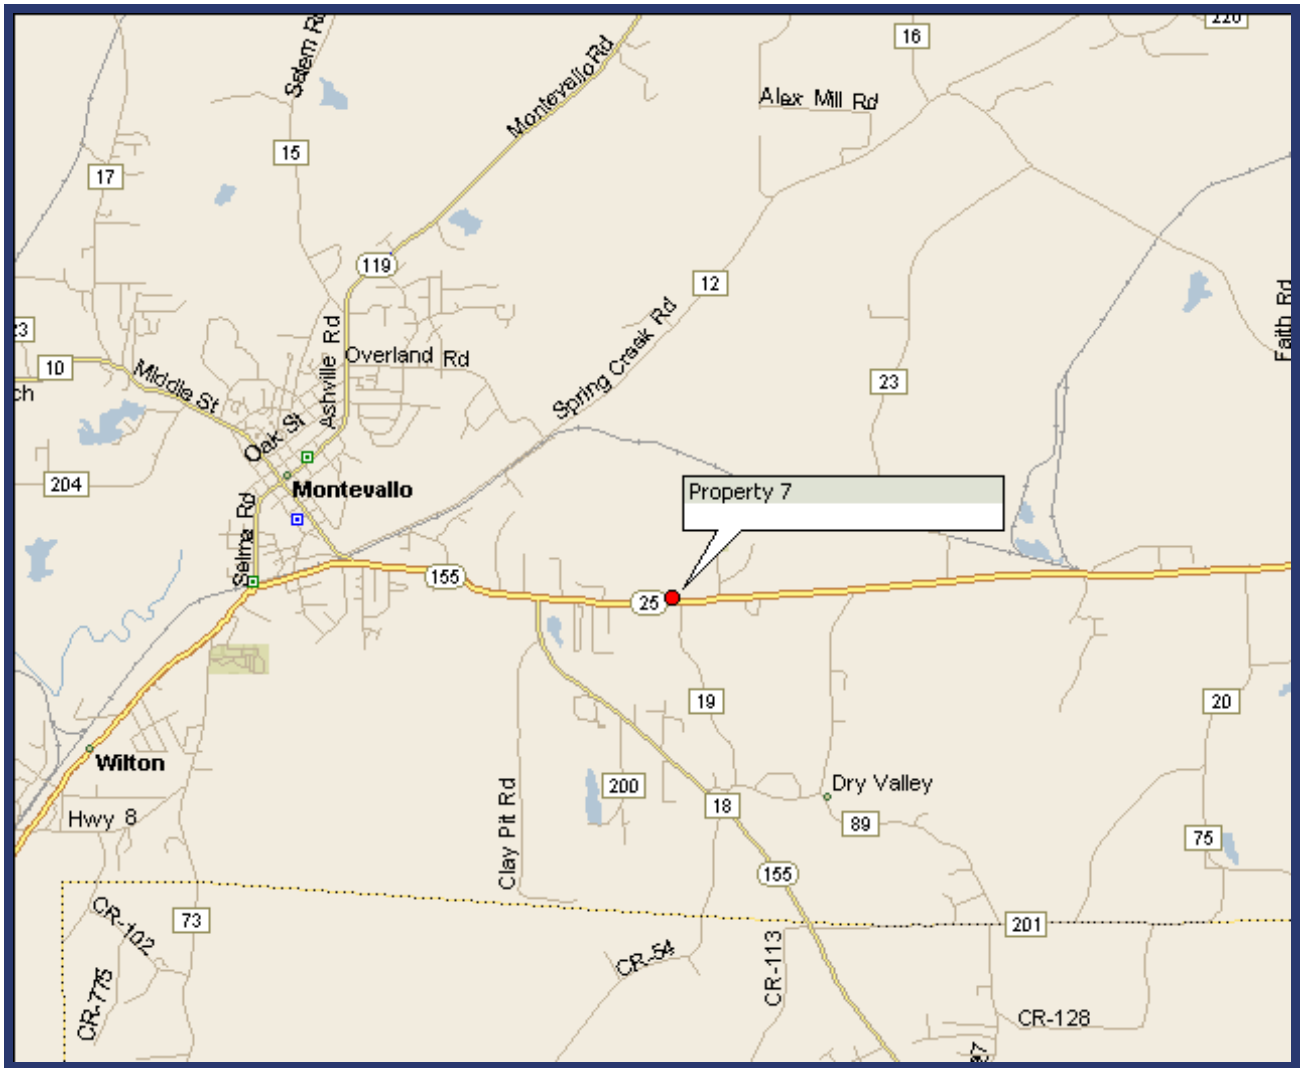 220
16
Salem Rd
Montevallo Rd
Alex Mill Rd
15
17
119
12
Faith Rd
23
Ashville Rd
Overland Rd
Spring Creek Rd
10
Middle St
23
ch
Oak St
204
Montevallo
Property 7
Selma Rd
155
25
19
20
Wilton
Clay Pit Rd
200
Dry Valley
18
Hwy 8
89
75
155
CR-102
73
201
CR-54
CR-113
CR-775
CR-128
97